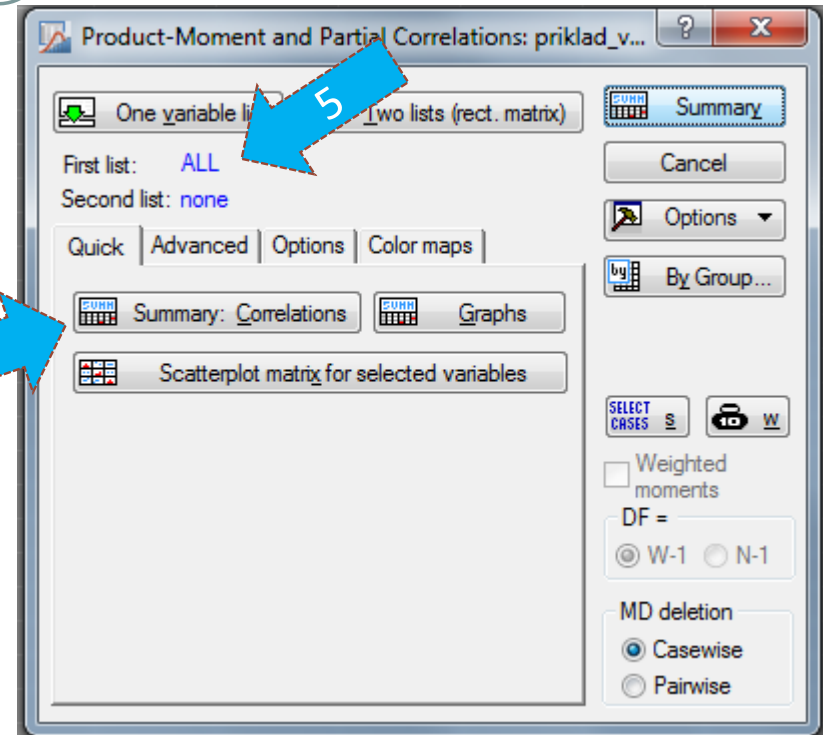 Product-Moment and Partial Correlations: priklad_v...
?
X
5
One variable li
Two lists (rect. matrix)
Summary
First list: ALL
Cancel
Second list: none
Options
Quick Advanced Options Color maps
By Group...
Summary: Correlations
Graphs
Scatterplot matrix for selected variables
SELECT CASES S
W
Weighted
moments
DF =
W-1 N-1
MD deletion
Casewise
Pairwise